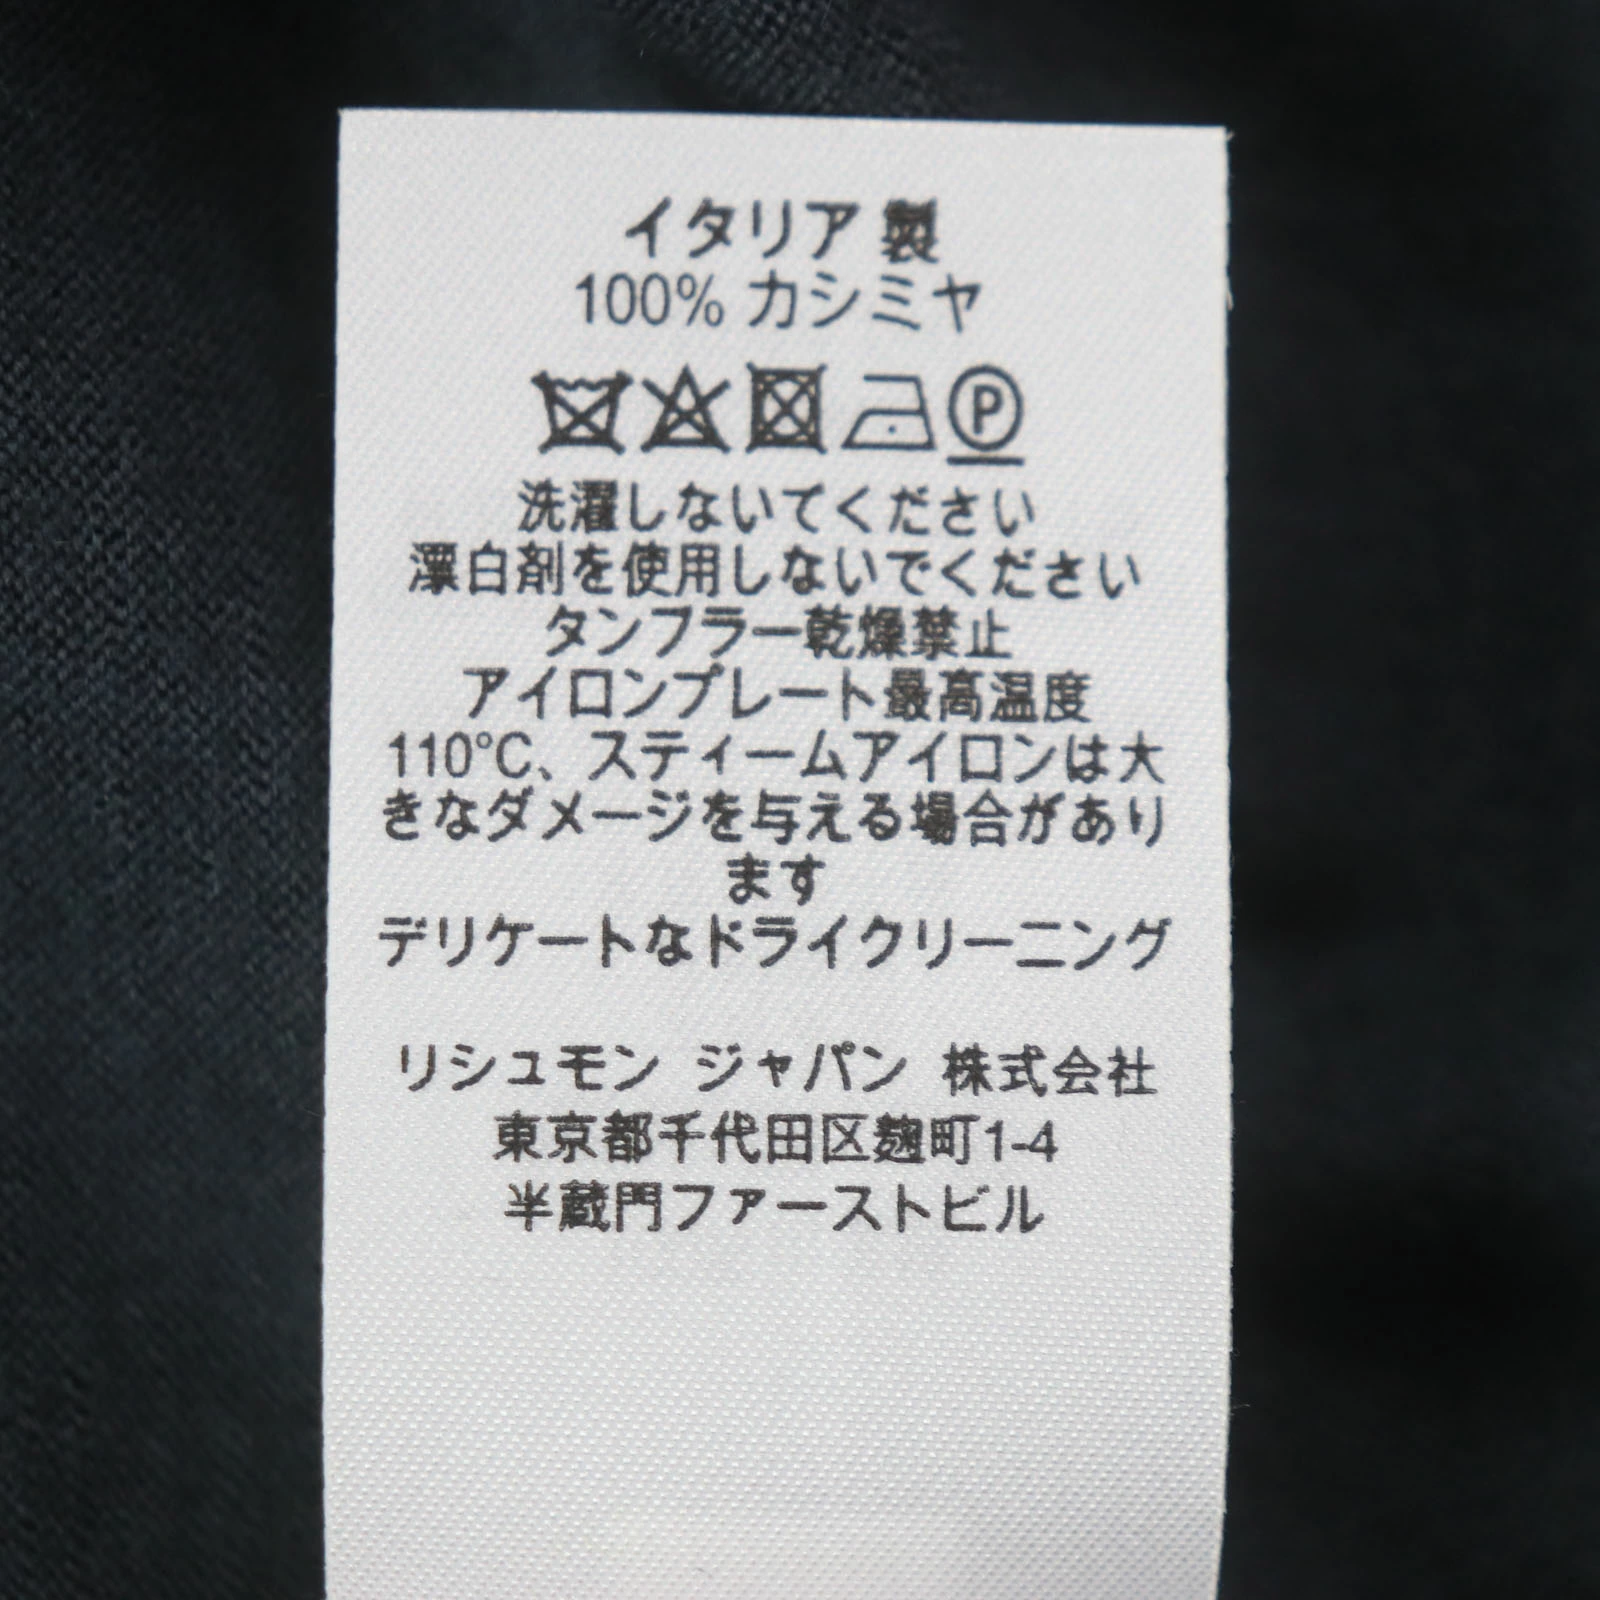 イタリア 製
100% カシミヤ
P
洗濯しないてください
漂白剤を使用しないでください
タンブラー乾燥禁止
アイロンプレート最高温度
110°C、スティームアイロンは大
きなダメージを与える場合があり
ます
デリケートなドライクリーニング
リシュモン ジャパン 株式会社
東京都千代田区麹町1-4
半蔵門ファーストビル